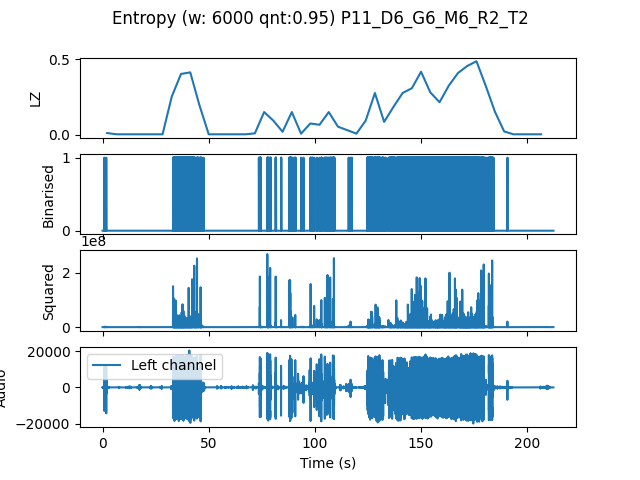 Entropy (w: 6000 qnt:0.95) P11_D6_G6_M6_R2_T2
0.5
0.0
LZ
1
0
Binarised
1e8
2
0
Squared
20000
0
−20000
Audio
Left channel
0 50 100 150 200
Time (s)